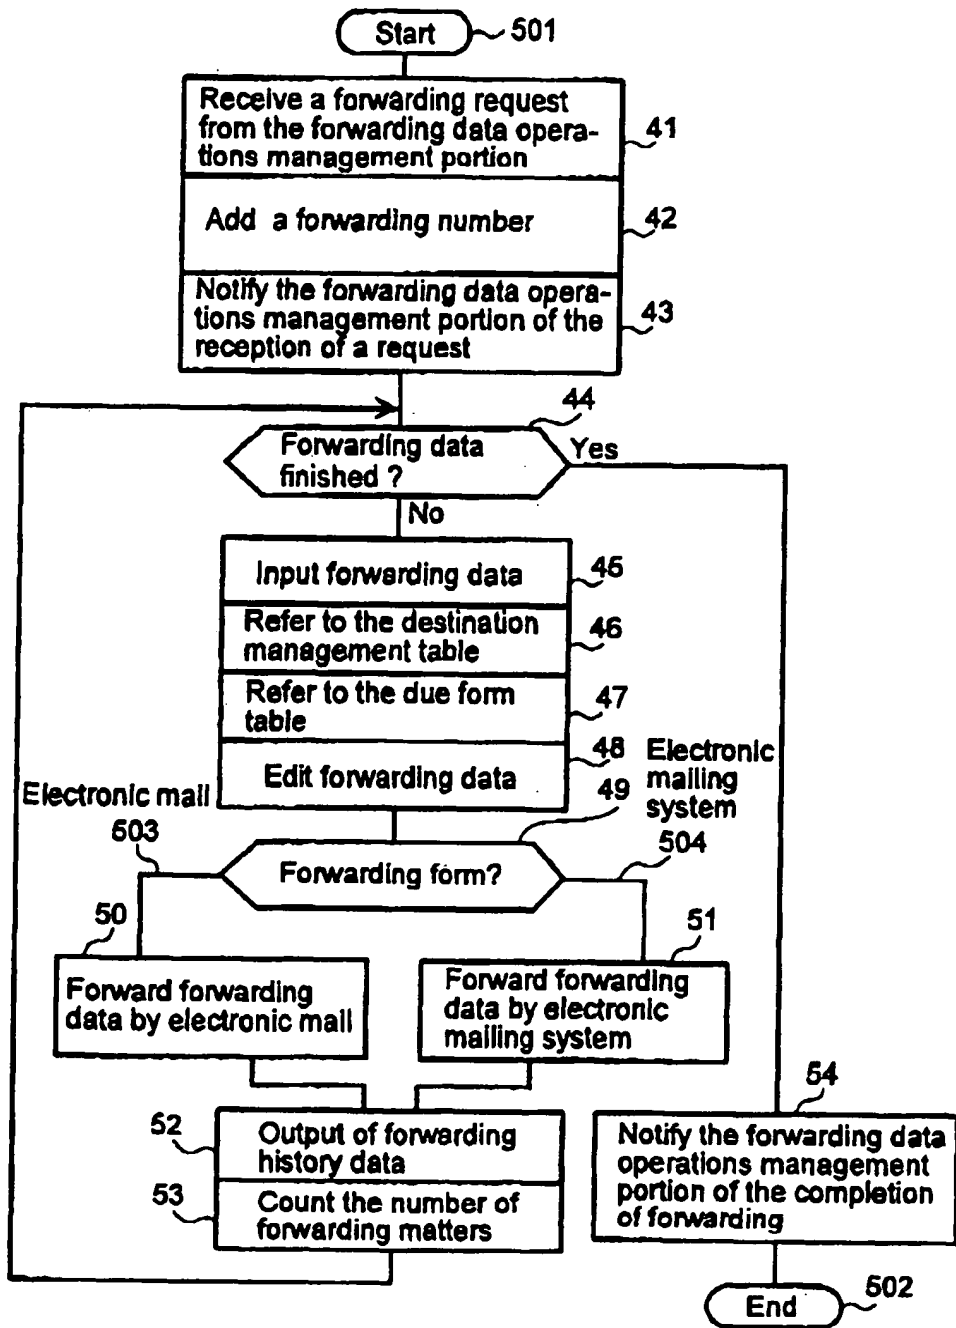 Start
501
Receive a forwarding request
from the forwarding data opera-
tions management portion
41
Add a forwarding number
42
Notify the forwarding data opera-
tions management portion of the
reception of a request
43
44
Forwarding data
finished ?
Yes
No
Input forwarding data
45
Refer to the destination
management table
46
Refer to the due form
table
47
Edit forwarding data
48
Electronic mail
503
49
Electronic
mailing
system
504
Forwarding form?
50
Forward forwarding
data by electronic mail
51
Forward forwarding
data by electronic
mailing system
52
Output of forwarding
history data
53
Count the number of
forwarding matters
54
Notify the forwarding data
operations management
portion of the completion
of forwarding
End
502